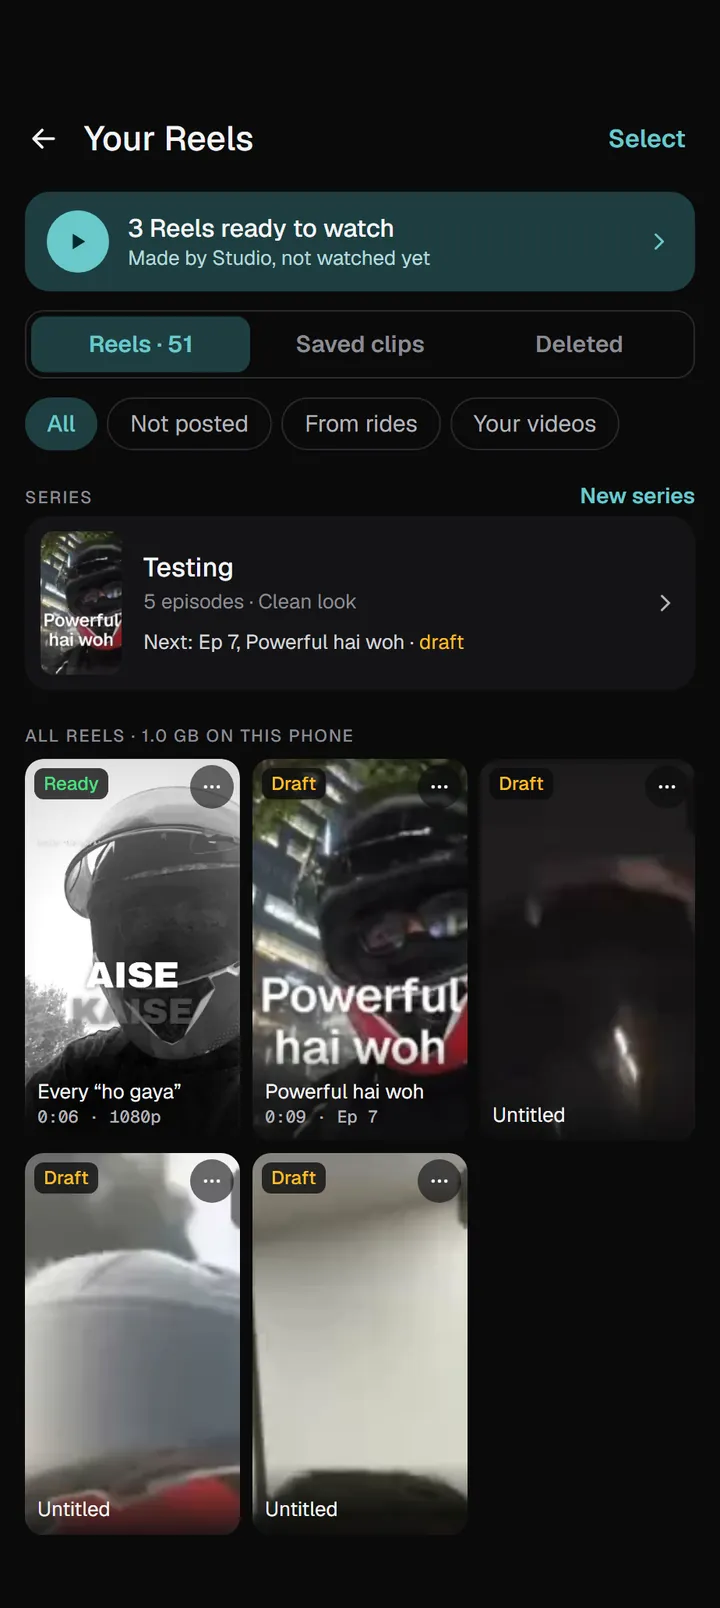 Your Reels
Select
3 Reels ready to watch
Made by Studio, not watched yet
Reels · 51
Saved clips
Deleted
All
Not posted
From rides
Your videos
SERIES
New series
Powerful
hai woh
Testing
5 episodes · Clean look
Next: Ep 7, Powerful hai woh · draft
ALL REELS · 1.0 GB ON THIS PHONE
Ready
AISE
KAISE
Every “ho gaya”
0:06 · 1080p
Draft
Powerful
hai woh
Powerful hai woh
0:09 · Ep 7
Draft
Untitled
Draft
Untitled
Draft
Untitled